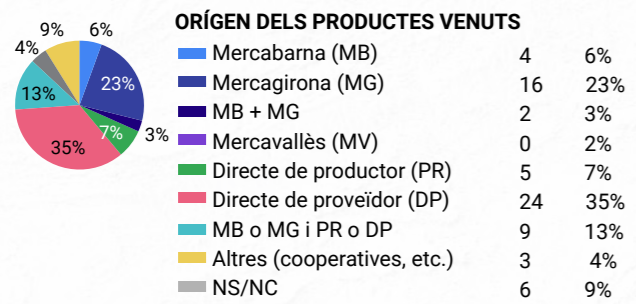 ORÍGEN DELS PRODUCTES VENUTS
9% 6%
4%
23%
13%
7% 3%
35%
Mercabarna (MB) 4 6%
Mercagirona (MG) 16 23%
MB + MG 2 3%
Mercavallès (MV) 0 2%
Directe de productor (PR) 5 7%
Directe de proveïdor (DP) 24 35%
MB o MG i PR o DP 9 13%
Altres (cooperatives, etc.) 3 4%
NS/NC 6 9%